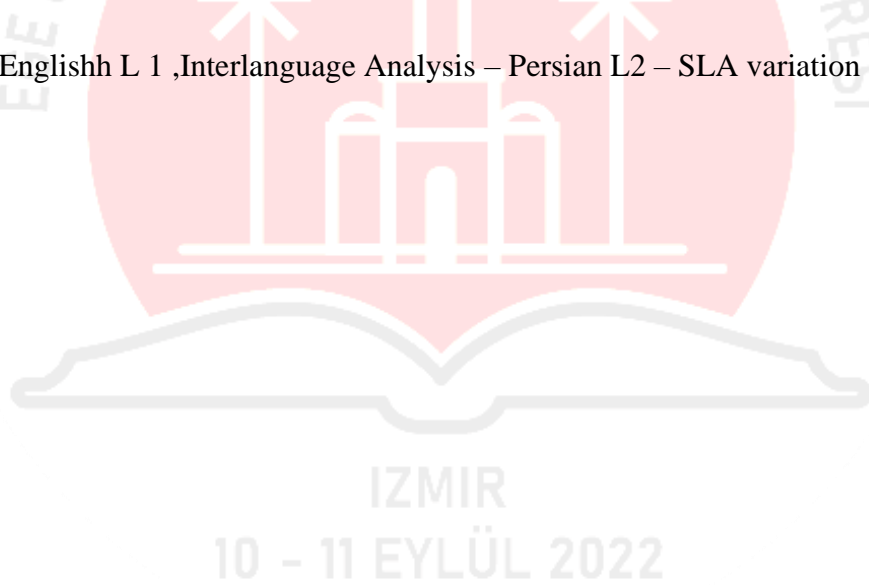 Englishh L 1 ,Interlanguage Analysis – Persian L2 – SLA variation
IZMIR
10 - 11 EYLÜL 2022